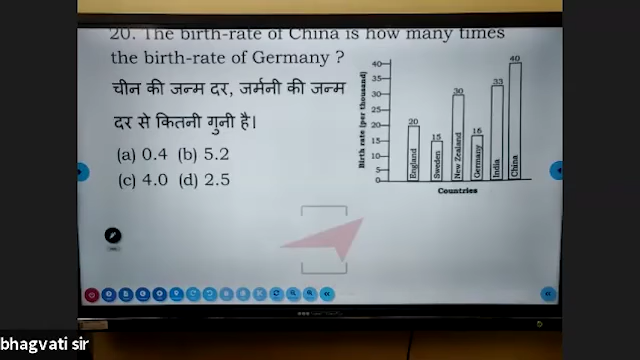 20. The birth-rate of China is how many times
the birth-rate of Germany ?
चीन की जन्म दर, जर्मनी की जन्म
दर से कितनी गुनी है।
(a) 0.4 (b) 5.2
(c) 4.0 (d) 2.5
Birth rate (per thousand)
40
35
30
25
20
15
10
5
0
20
15
30
16
33
40
England
Sweden
New Zealand
Germany
India
China
Countries
bhagvati sir